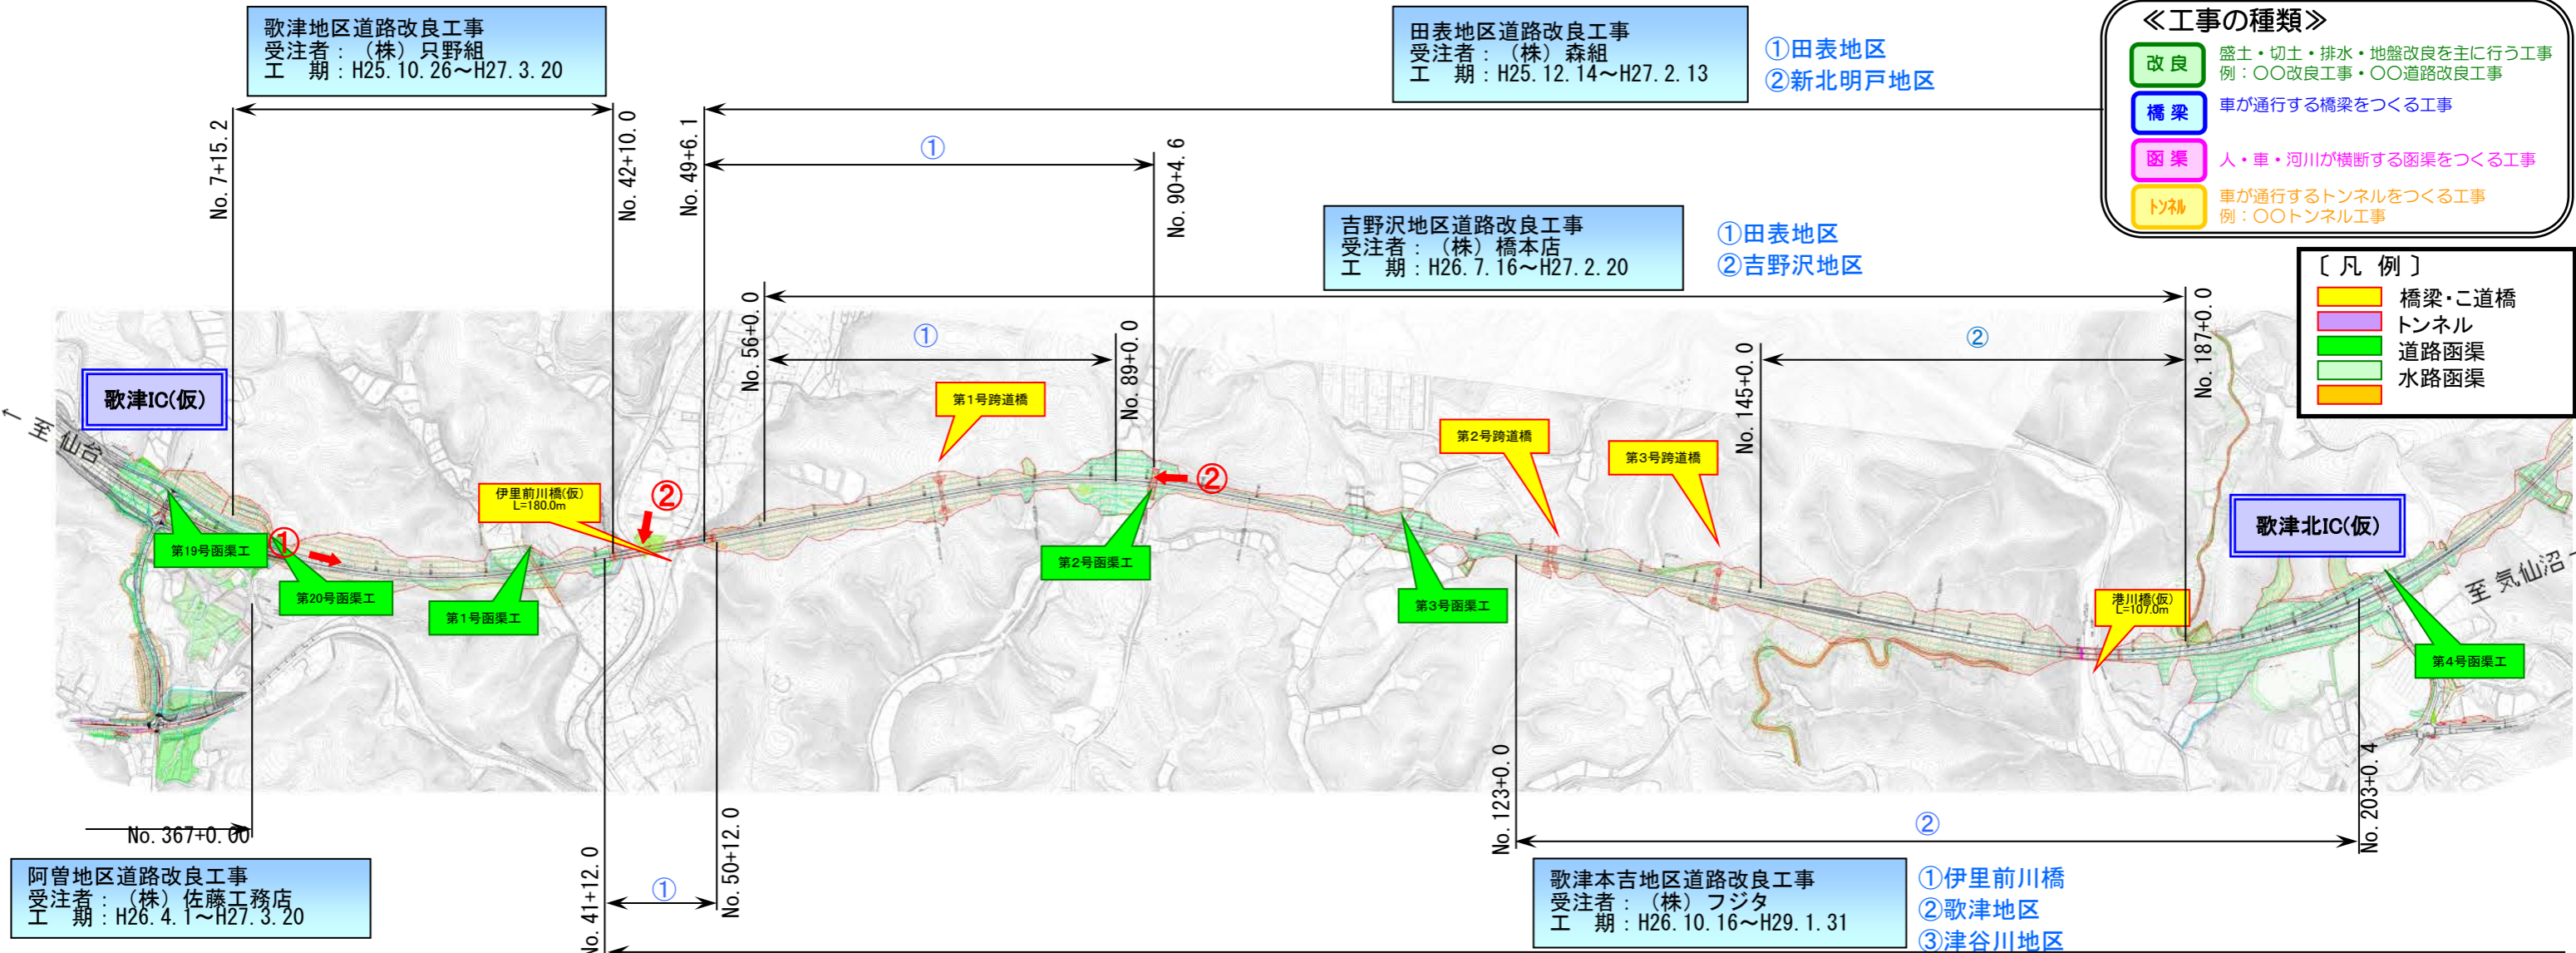 歌津地区道路改良工事
受注者：（株）只野組
工　期：H25.10.26～H27.3.20
田表地区道路改良工事
受注者：（株）森組
工　期：H25.12.14～H27.2.13
①田表地区
②新北明戸地区
≪工事の種類≫
改良
盛土・切土・排水・地盤改良を主に行う工事
例：〇〇改良工事・〇〇道路改良工事
橋梁
車が通行する橋梁をつくる工事
函渠
人・車・河川が横断する函渠をつくる工事
トンネル
車が通行するトンネルをつくる工事
例：〇〇トンネル工事
No.7+15.2
No.42+10.0
No.49+6.1
①
No.90+4.6
吉野沢地区道路改良工事
受注者：（株）橋本店
工　期：H26.7.16～H27.2.20
①田表地区
②吉野沢地区
〔凡 例〕
橋梁・こ道橋
トンネル
道路函渠
水路函渠
No.56+0.0
①
No.89+0.0
No.145+0.0
②
No.187+0.0
歌津IC(仮)
←至仙台
第1号跨道橋
第2号跨道橋
第3号跨道橋
伊里前川橋(仮)
L=180.0m
②
②
歌津北IC(仮)
至気仙沼
第19号函渠工
①
第20号函渠工
第1号函渠工
第2号函渠工
第3号函渠工
港川橋(仮)
L=107.0m
第4号函渠工
No.367+0.00
No.41+12.0
①
No.50+12.0
No.123+0.0
②
No.203+0.4
阿曽地区道路改良工事
受注者：（株）佐藤工務店
工　期：H26.4.1～H27.3.20
歌津本吉地区道路改良工事
受注者：（株）フジタ
工　期：H26.10.16～H29.1.31
①伊里前川橋
②歌津地区
③津谷川地区